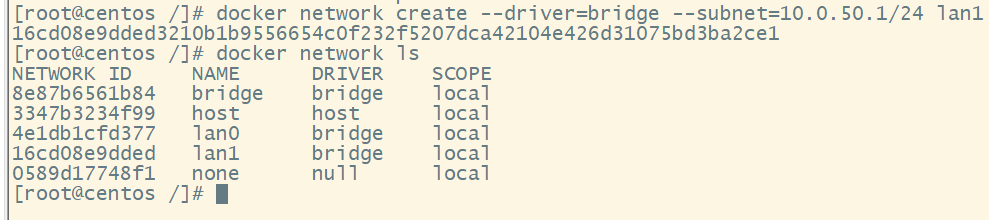 [root@centos /]# docker network create --driver=bridge --subnet=10.0.50.1/24 lan1
16cd08e9dded3210b1b9556654c0f232f5207dca42104e426d31075bd3ba2ce1
[root@centos /]# docker network ls
NETWORK ID     NAME      DRIVER    SCOPE
8e87b6561b84   bridge    bridge    local
3347b3234f99   host      host      local
4e1db1cfd377   lan0      bridge    local
16cd08e9dded   lan1      bridge    local
0589d17748f1   none      null      local
[root@centos /]#